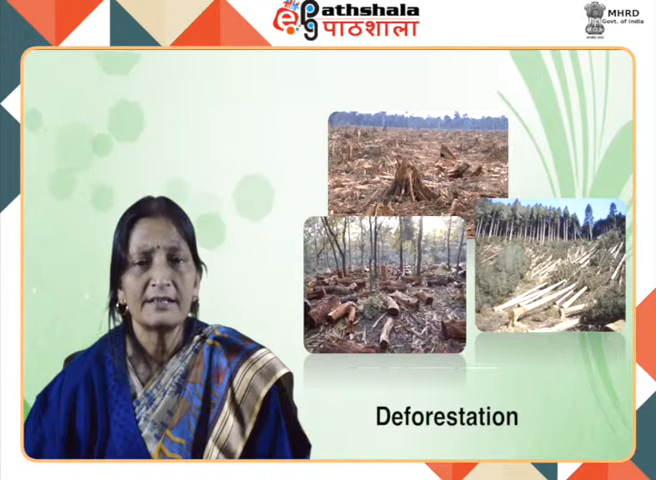 epathshala
पाठशाला
MHRD
Govt. of India
Deforestation